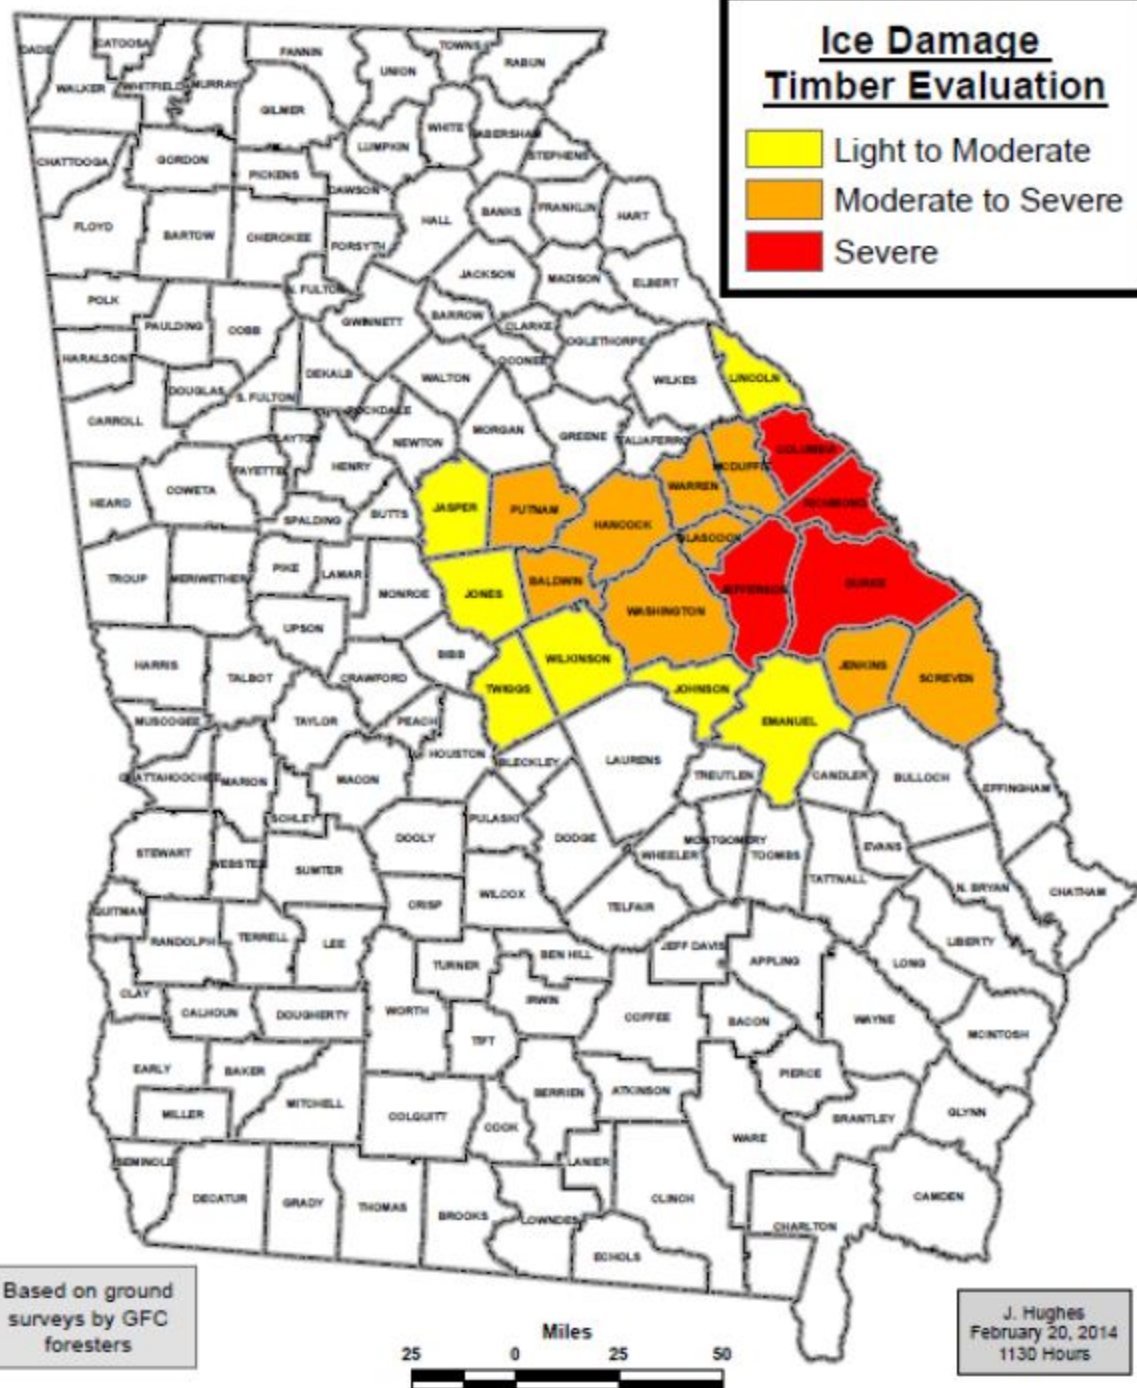 Ice Damage
Timber Evaluation
Light to Moderate
Moderate to Severe
Severe
DADE
CATOOSA
FANNIN
TOWNS
RABUN
UNION
WALKER
WHITFIELD
MURRAY
GILMER
WHITE
HABERSHAM
LUMPKIN
STEPHENS
CHATTOOGA
GORDON
PICKENS
DAWSON
HALL
BANKS
FRANKLIN
HART
FLOYD
BARTOW
CHEROKEE
FORSYTH
JACKSON
MADISON
ELBERT
POLK
N. FULTON
GWINNETT
BARROW
CLARKE
OGLETHORPE
PAULDING
COBB
HARALSON
OCONEE
DEKALB
WALTON
WILKES
LINCOLN
DOUGLAS
S. FULTON
ROCKDALE
CARROLL
CLAYTON
NEWTON
MORGAN
GREENE
TALIAFERRO
COLUMBIA
HENRY
FAYETTE
MCDUFFIE
HEARD
COWETA
WARREN
RICHMOND
SPALDING
BUTTS
JASPER
PUTNAM
HANCOCK
GLASCOCK
TROUP
MERIWETHER
PIKE
LAMAR
MONROE
JONES
BALDWIN
WASHINGTON
JEFFERSON
BURKE
UPSON
BIBB
HARRIS
TALBOT
CRAWFORD
TWIGGS
WILKINSON
JOHNSON
JENKINS
SCREVEN
MUSCOGEE
TAYLOR
PEACH
EMANUEL
HOUSTON
BLECKLEY
LAURENS
CHATTAHOOCHEE
MARION
MACON
TREUTLEN
CANDLER
BULLOCH
EFFINGHAM
SCHLEY
PULASKI
DOOLY
DODGE
MONTGOMERY
STEWART
WEBSTER
SUMTER
WHEELER
TOOMBS
EVANS
TATTNALL
N. BRYAN
CHATHAM
WILCOX
QUITMAN
CRISP
TELFAIR
RANDOLPH
TERRELL
LEE
BEN HILL
JEFF DAVIS
LIBERTY
TURNER
APPLING
LONG
CLAY
CALHOUN
DOUGHERTY
WORTH
IRWIN
COFFEE
BACON
WAYNE
MCINTOSH
TIFT
EARLY
BAKER
PIERCE
MITCHELL
BERRIEN
ATKINSON
MILLER
COLQUITT
COOK
BRANTLEY
GLYNN
WARE
SEMINOLE
LANIER
DECATUR
GRADY
THOMAS
BROOKS
LOWNDES
CLINCH
CAMDEN
CHARLTON
ECHOLS
Based on ground
surveys by GFC
foresters
Miles
25 0 25 50
J. Hughes
February 20, 2014
1130 Hours